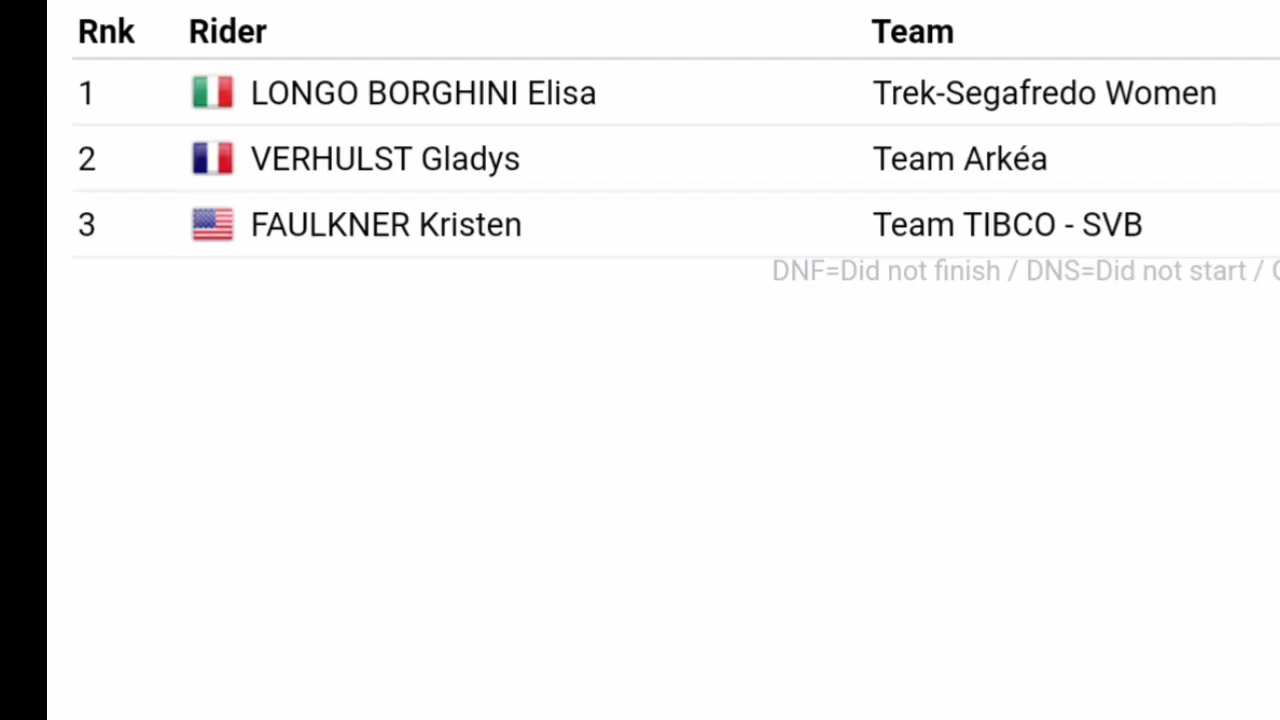 Rnk Rider Team
1 LONGO BORGHINI Elisa Trek-Segafredo Women
2 VERHULST Gladys Team Arkéa
3 FAULKNER Kristen Team TIBCO - SVB
DNF=Did not finish / DNS=Did not start /